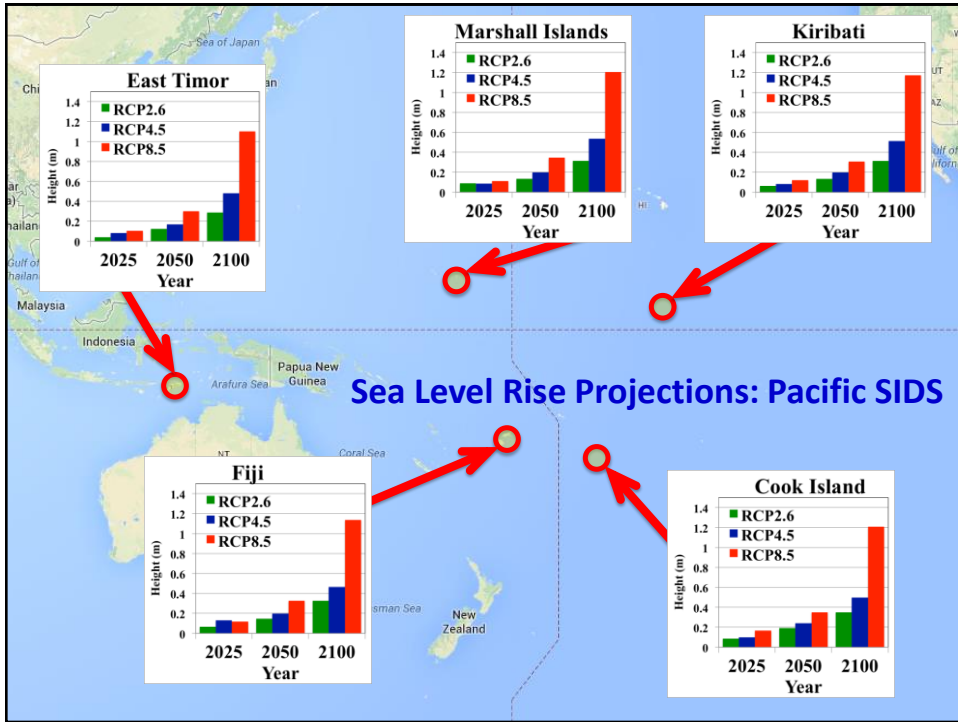 Sea of Japan
Marshall Islands
Height (m)
1.4
1.2
1
0.8
0.6
0.4
0.2
0
RCP2.6
RCP4.5
RCP8.5
2025 2050 2100
Year
Kiribati
Height (m)
1.4
1.2
1
0.8
0.6
0.4
0.2
0
RCP2.6
RCP4.5
RCP8.5
2025 2050 2100
Year
East Timor
Height (m)
1.4
1.2
1
0.8
0.6
0.4
0.2
0
RCP2.6
RCP4.5
RCP8.5
2025 2050 2100
Year
UT
AZ
HI
Gulf of
Malaysia
Indonesia
Papua New
Guinea
Arafura Sea
Sea Level Rise Projections: Pacific SIDS
NT
Coral Sea
Fiji
Height (m)
1.4
1.2
1
0.8
0.6
0.4
0.2
0
RCP2.6
RCP4.5
RCP8.5
2025 2050 2100
Year
asman Sea
New
Zealand
Cook Island
Height (m)
1.4
1.2
1
0.8
0.6
0.4
0.2
0
RCP2.6
RCP4.5
RCP8.5
2025 2050 2100
Year